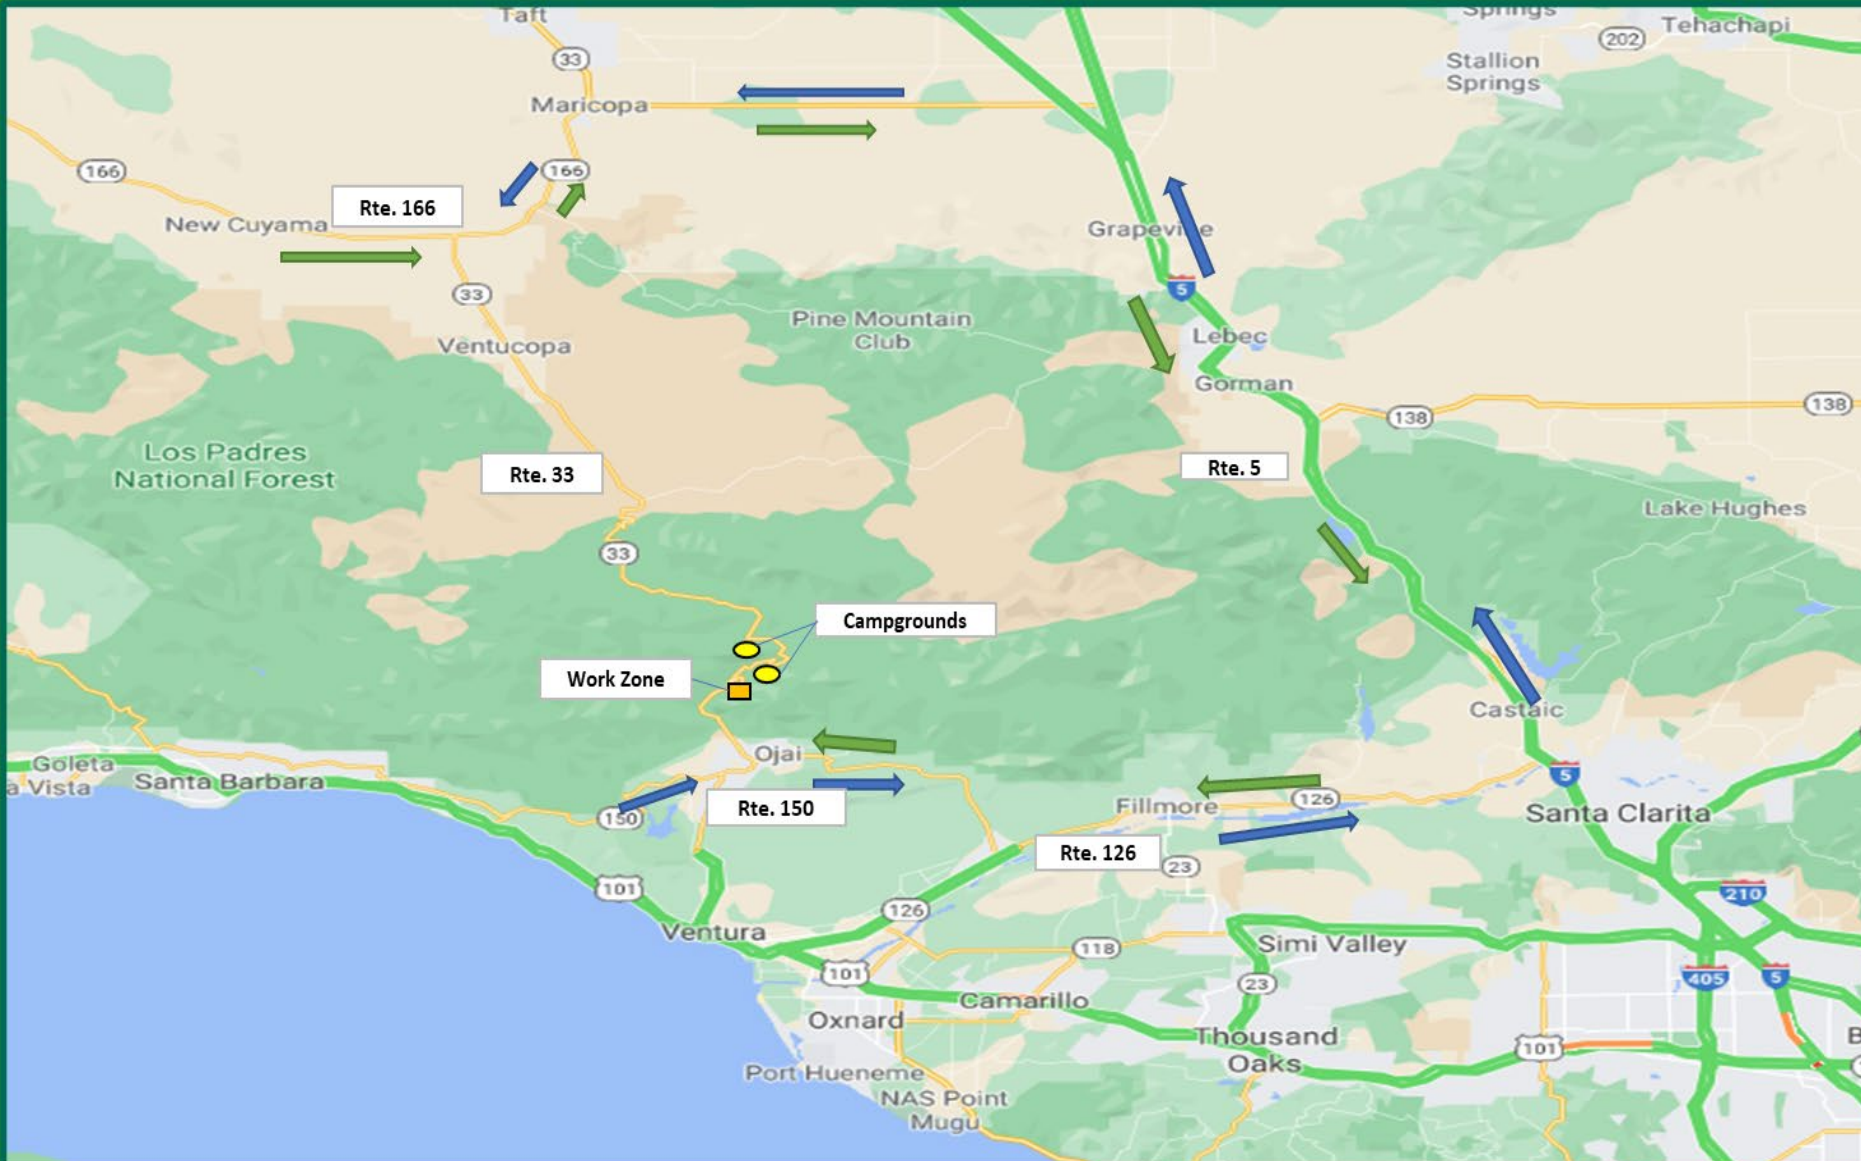 Taft
Springs
Tehachapi
202
33
Stallion
Springs
Maricopa
166
166
Rte. 166
New Cuyama
Grapevine
33
5
Pine Mountain
Club
Lebec
Ventucopa
Gorman
138
138
Los Padres
National Forest
Rte. 33
Rte. 5
Lake Hughes
33
Campgrounds
Work Zone
Castaic
Ojai
Goleta
a Vista
Santa Barbara
5
150
Rte. 150
Fillmore
126
Santa Clarita
Rte. 126
23
101
210
126
Ventura
118
Simi Valley
101
405
5
23
Camarillo
Oxnard
Thousand
Oaks
101
B
Port Hueneme
NAS Point
Mugu